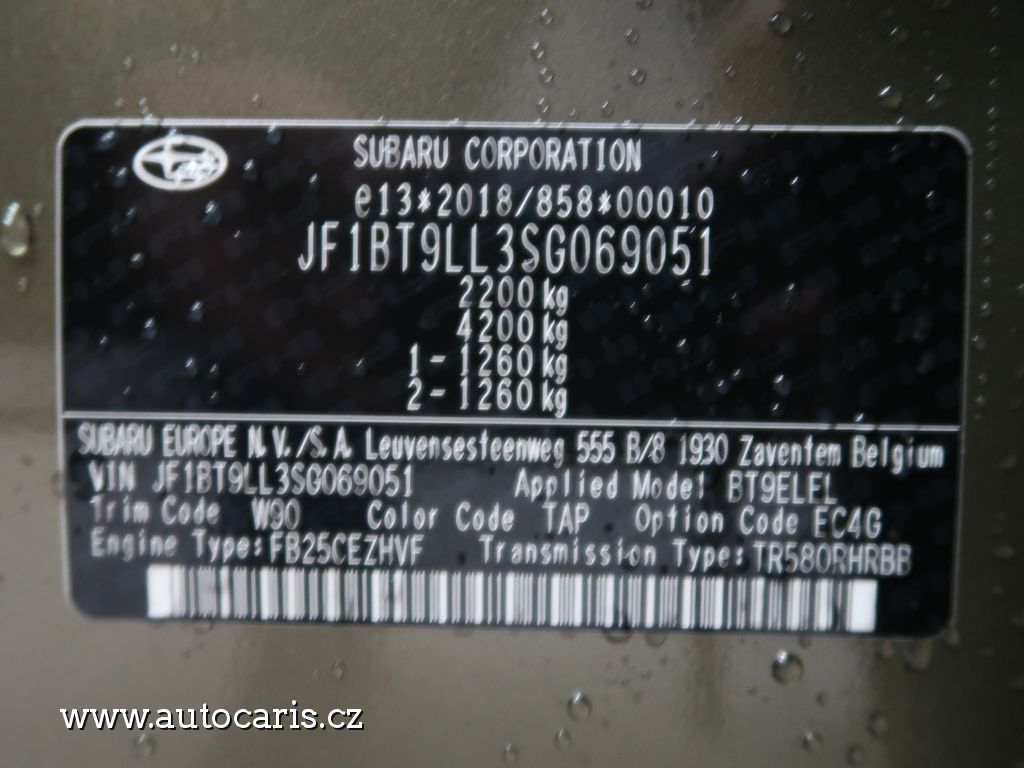 SUBARU CORPORATION
e13*2018/858*00010
JF1BT9LL3SG069051
2200 kg
4200 kg
1 - 1260 kg
2 - 1260 kg
SUBARU EUROPE N.V./S.A. Leuvensesteenweg 555 B/8 1930 Zaventem Belgium
VIN JF1BT9LL3SG069051 Applied Model BT9ELFL
Trim Code W90 Color Code TAP Option Code EC4G
Engine Type: FB25CEZHVF Transmission Type: TR580RHRBB
www.autocaris.cz